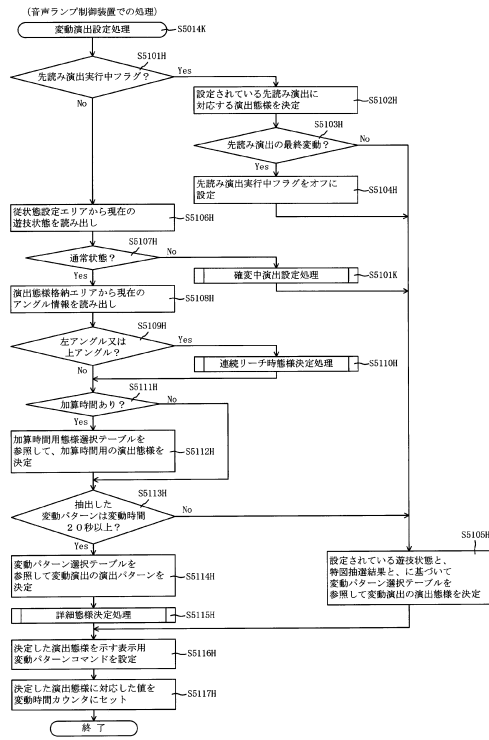 (音声ランプ制御装置での処理)
変動演出設定処理
S5014K
S5101H
先読み演出実行中フラグ?
Yes
No
設定されている先読み演出に
対応する演出態様を決定
S5102H
S5103H
先読み演出の最終変動?
No
Yes
先読み演出実行中フラグをオフに
設定
S5104H
従状態設定エリアから現在の
遊技状態を読み出し
S5106H
S5107H
通常状態?
No
Yes
確変中演出設定処理
S5101K
演出態様格納エリアから現在の
アングル情報を読み出し
S5108H
S5109H
左アングル又は
上アングル?
Yes
No
連続リーチ時態様決定処理
S5110H
S5111H
加算時間あり?
No
Yes
加算時間用態様選択テーブルを
参照して、加算時間用の演出態様を
決定
S5112H
S5113H
抽出した
変動パターンは変動時間
20秒以上?
No
Yes
S5105H
設定されている遊技状態と、
特図抽選結果と、に基づいて
変動パターン選択テーブルを
参照して変動演出の演出態様を決定
変動パターン選択テーブルを
参照して変動演出の演出パターンを
決定
S5114H
詳細態様決定処理
S5115H
決定した演出態様を示す表示用
変動パターンコマンドを設定
S5116H
決定した演出態様に対応した値を
変動時間カウンタにセット
S5117H
終了